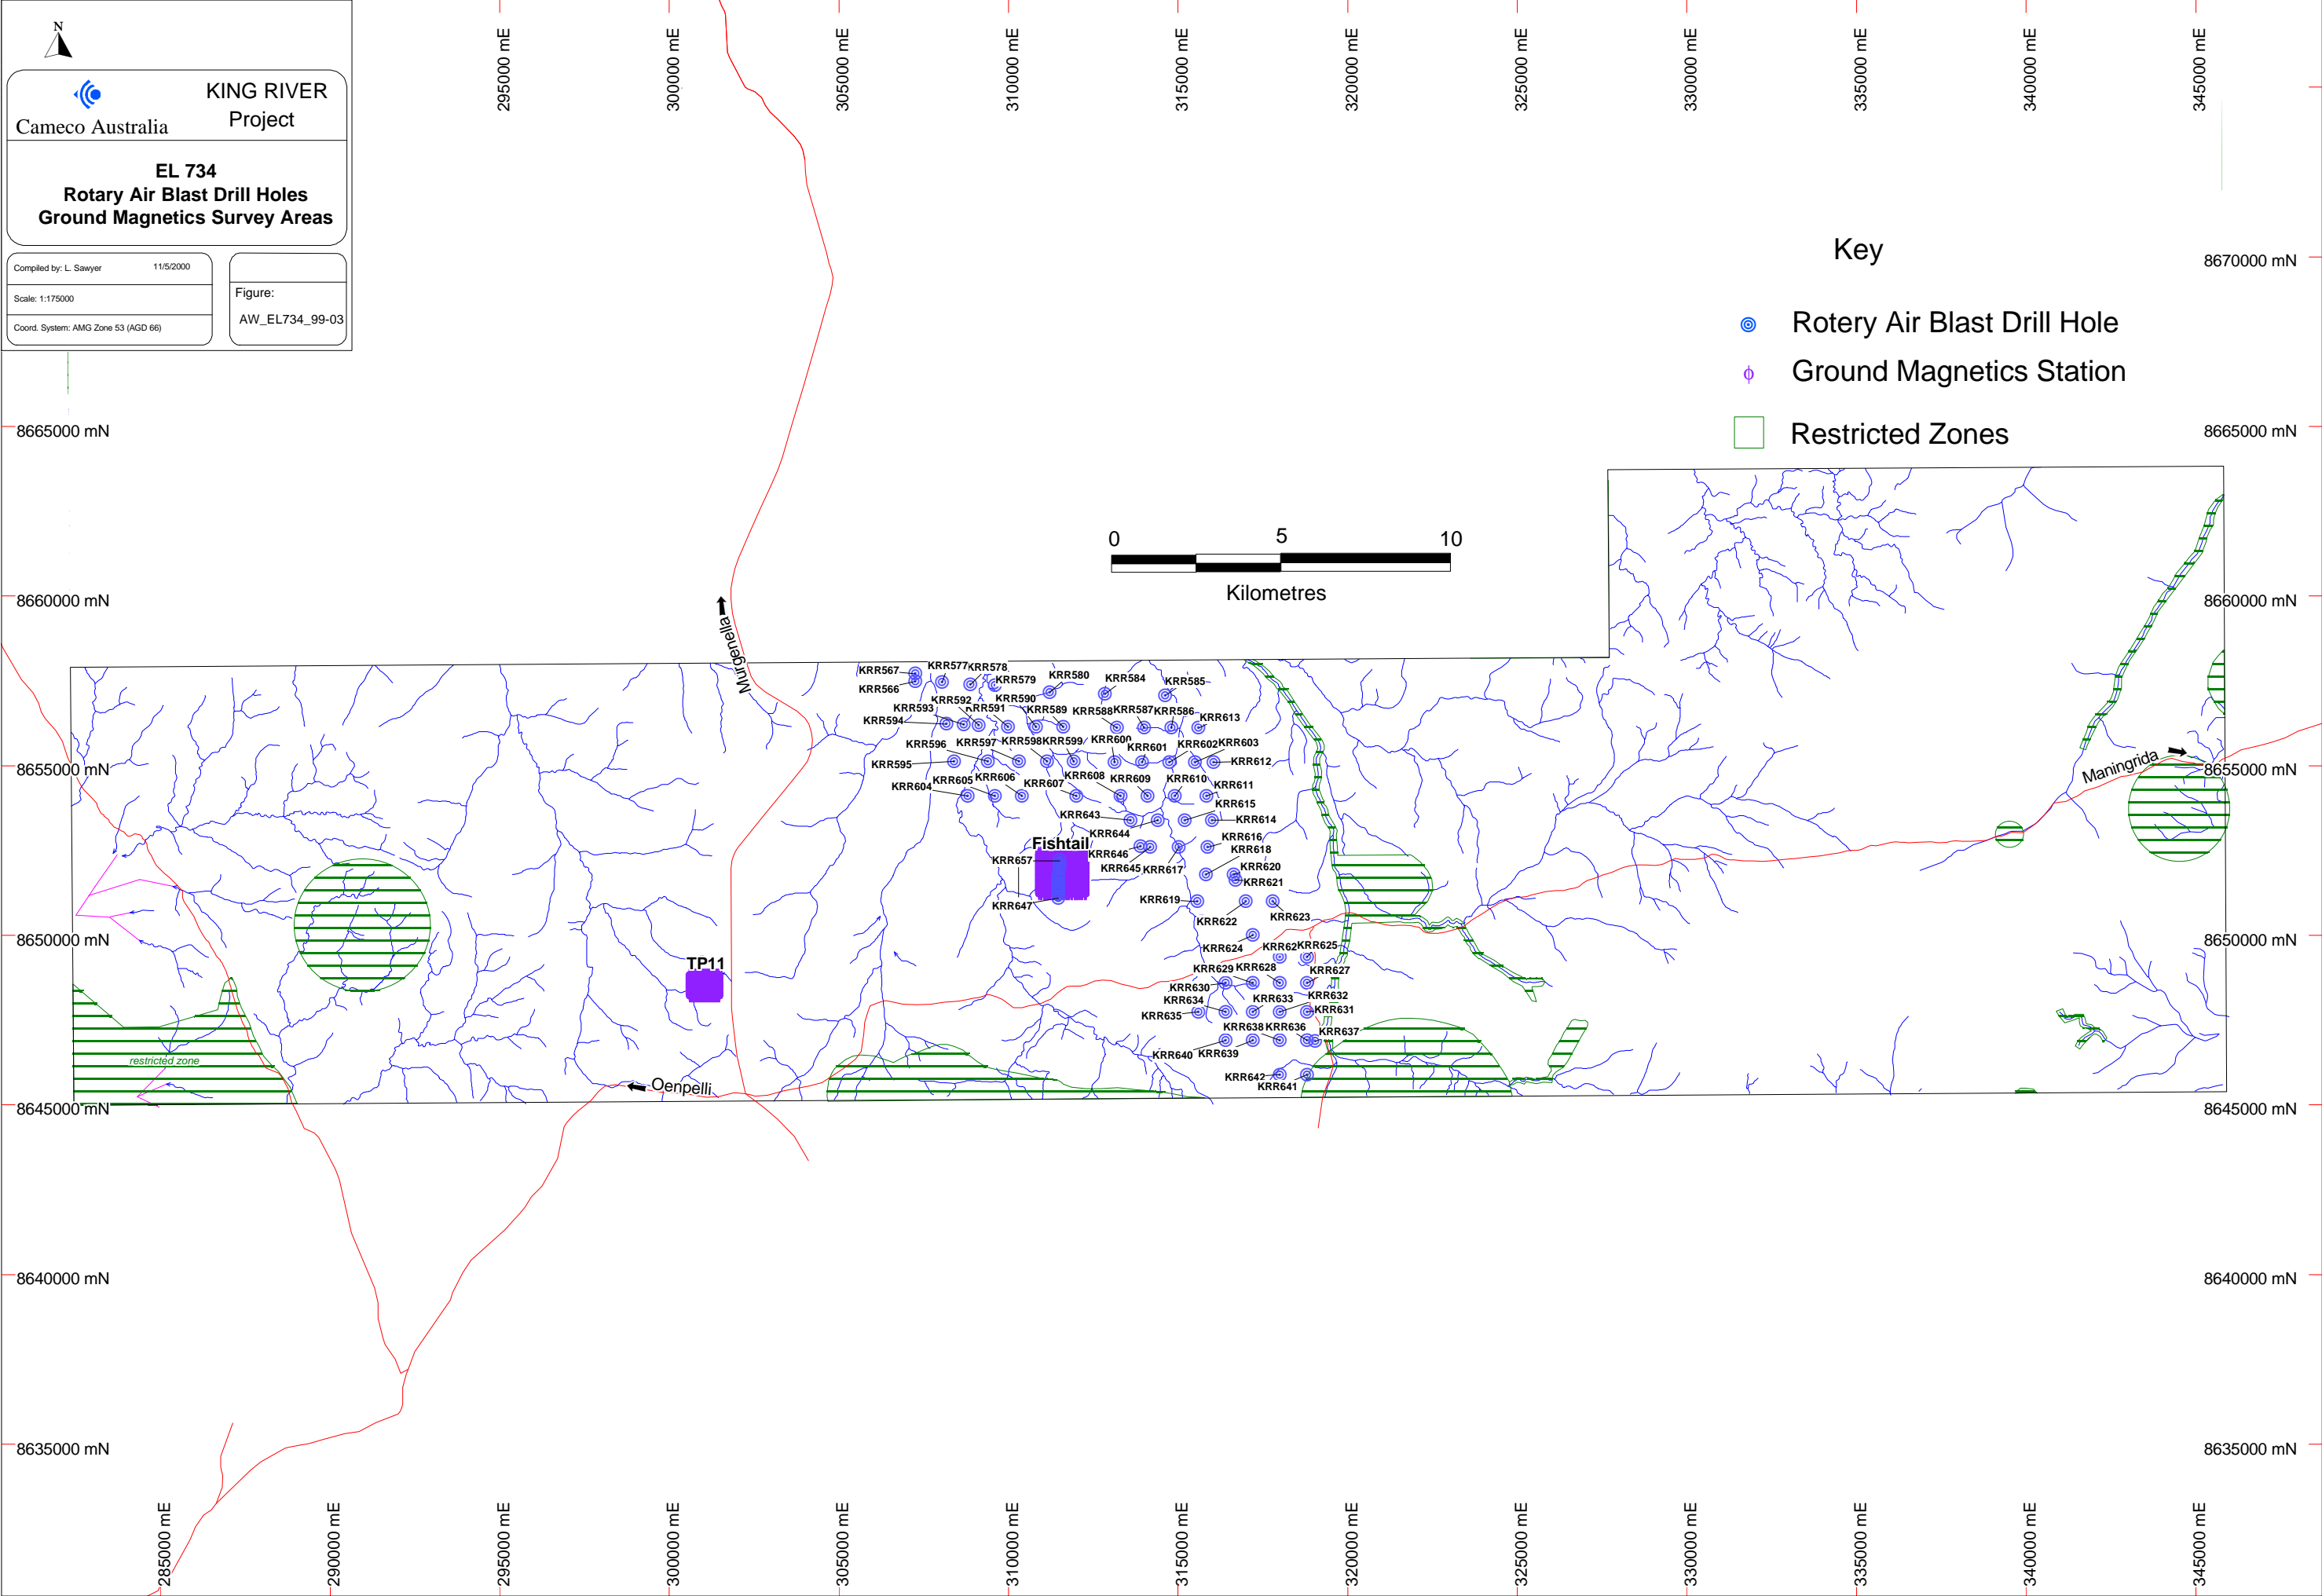 N
Cameco Australia
KING RIVER
Project
EL 734
Rotary Air Blast Drill Holes
Ground Magnetics Survey Areas
Compiled by: L. Sawyer 11/5/2000
Scale: 1:175000
Coord. System: AMG Zone 53 (AGD 66)
Figure:
AW_EL734_99-03
295000 mE
300000 mE
305000 mE
310000 mE
315000 mE
320000 mE
325000 mE
330000 mE
335000 mE
340000 mE
345000 mE
Key
Rotery Air Blast Drill Hole
Ground Magnetics Station
Restricted Zones
8670000 mN
8665000 mN
8665000 mN
0 5 10
Kilometres
8660000 mN
8660000 mN
Murgenella
KRR567
KRR577
KRR578
KRR566
KRR579
KRR580
KRR584
KRR585
KRR593
KRR592
KRR591
KRR590
KRR589
KRR588
KRR587
KRR586
KRR594
KRR613
KRR596
KRR597
KRR598
KRR599
KRR600
KRR601
KRR602
KRR603
KRR595
KRR612
8655000 mN
Maningrida
8655000 mN
KRR604
KRR605
KRR606
KRR607
KRR608
KRR609
KRR610
KRR611
KRR643
KRR615
KRR614
KRR644
KRR616
Fishtail
KRR646
KRR618
KRR657
KRR645
KRR617
KRR620
KRR621
KRR647
KRR619
KRR622
KRR623
8650000 mN
8650000 mN
KRR624
KRR62
KRR625
TP11
KRR629
KRR628
KRR627
KRR630
KRR634
KRR633
KRR632
KRR635
KRR631
KRR638
KRR636
KRR637
KRR640
KRR639
restricted zone
KRR642
KRR641
Oenpelli
8645000 mN
8645000 mN
8640000 mN
8640000 mN
8635000 mN
8635000 mN
285000 mE
290000 mE
295000 mE
300000 mE
305000 mE
310000 mE
315000 mE
320000 mE
325000 mE
330000 mE
335000 mE
340000 mE
345000 mE